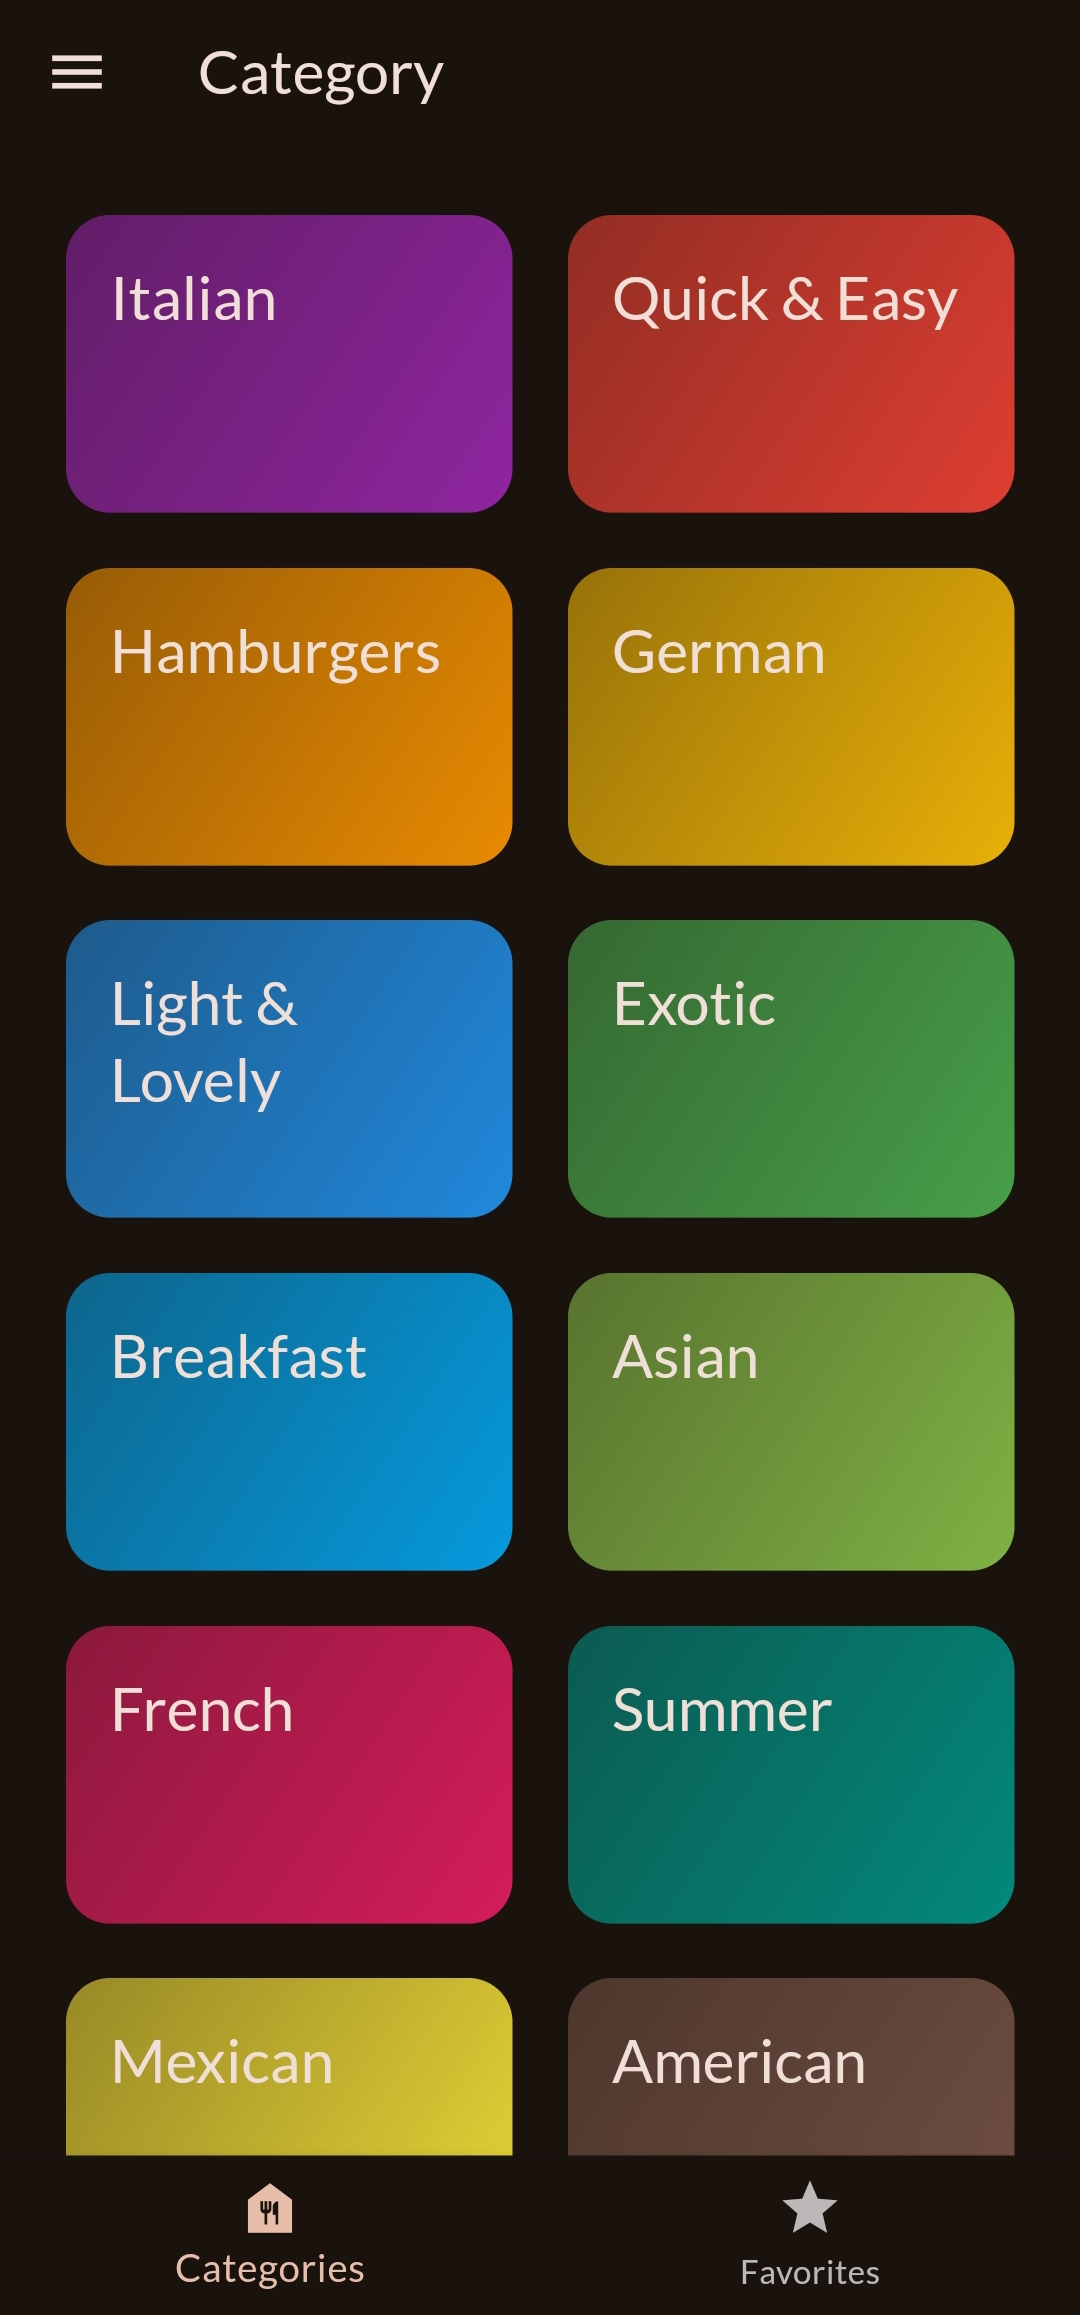 Category
Italian
Quick & Easy
Hamburgers
German
Light &
Lovely
Exotic
Breakfast
Asian
French
Summer
Mexican
American
Categories
Favorites